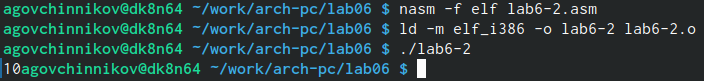 agovchinnikov@dk8n64 ~/work/arch-pc/lab06 $ nasm -f elf lab6-2.asm
agovchinnikov@dk8n64 ~/work/arch-pc/lab06 $ ld -m elf_i386 -o lab6-2 lab6-2.o
agovchinnikov@dk8n64 ~/work/arch-pc/lab06 $ ./lab6-2
10agovchinnikov@dk8n64 ~/work/arch-pc/lab06 $